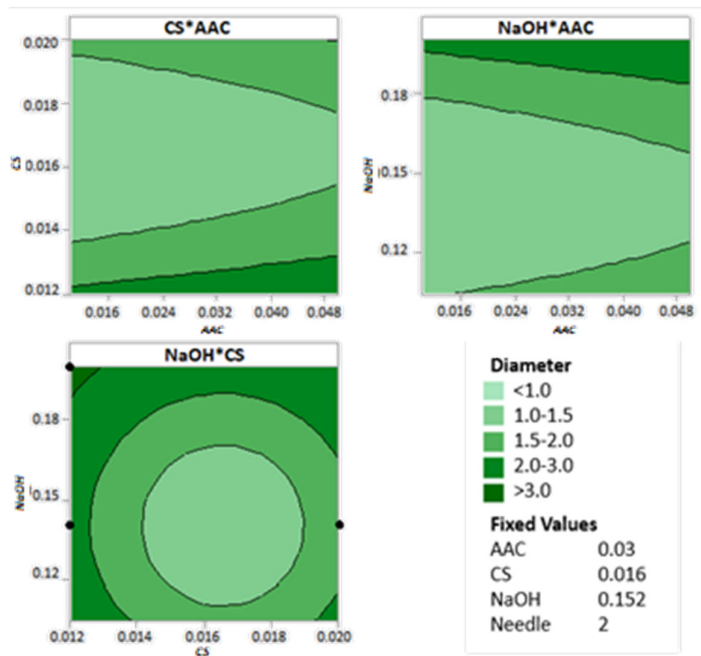 CS*AAC
0.020
0.018
0.016
0.014
0.012
CS
0.016 0.024 0.032 0.040 0.048
AAC
NaOH*AAC
0.18
0.15
0.12
NaOH
0.016 0.024 0.032 0.040 0.048
AAC
NaOH*CS
0.18
0.15
0.12
NaOH
0.012 0.014 0.016 0.018 0.020
CS
Diameter
<1.0
1.0-1.5
1.5-2.0
2.0-3.0
>3.0
Fixed Values
AAC 0.03
CS 0.016
NaOH 0.152
Needle 2